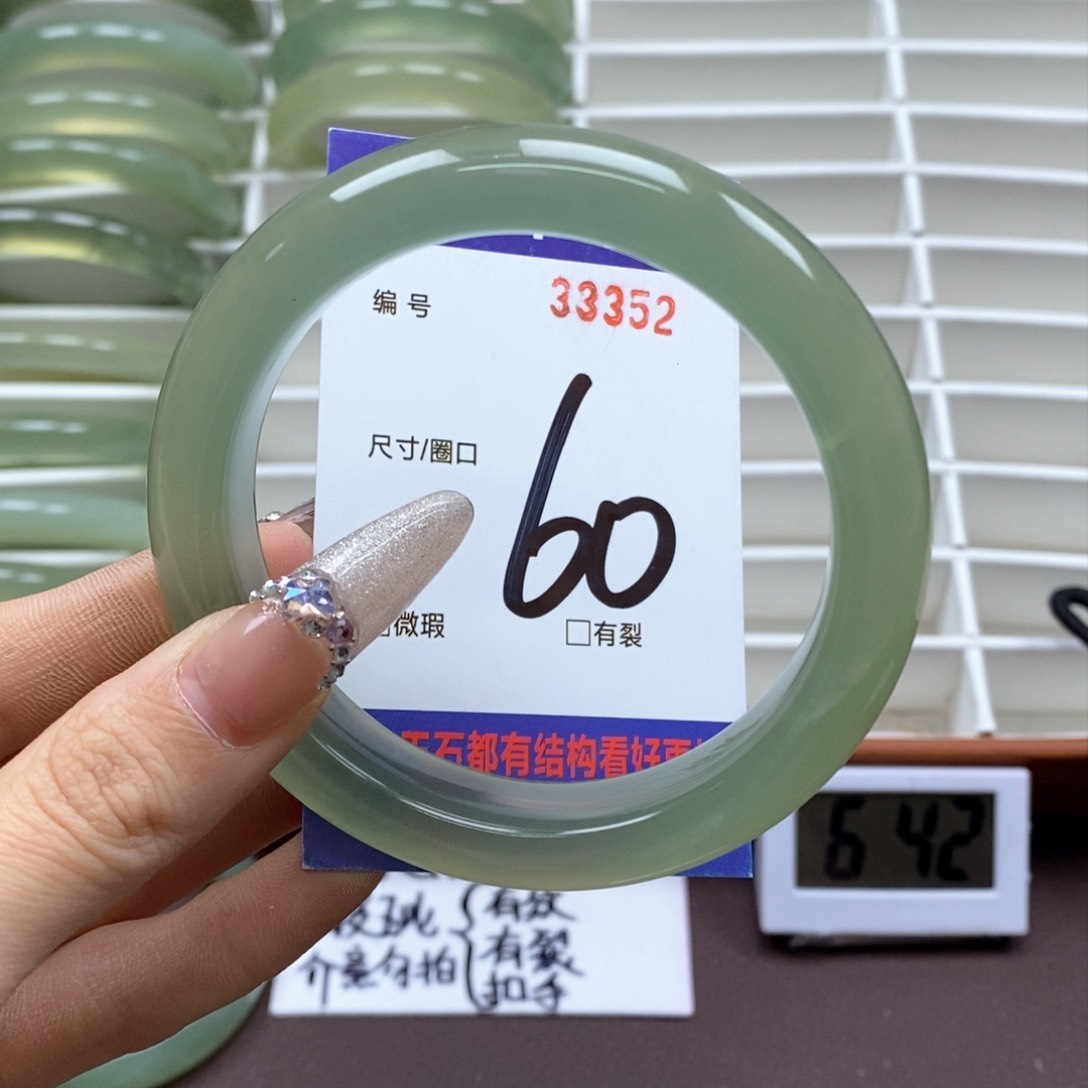 编号 33352
尺寸/圈口 60
微瑕 □有裂
玉石都有结构看好再
有纹
介意勿拍 有裂
扣手
6 42